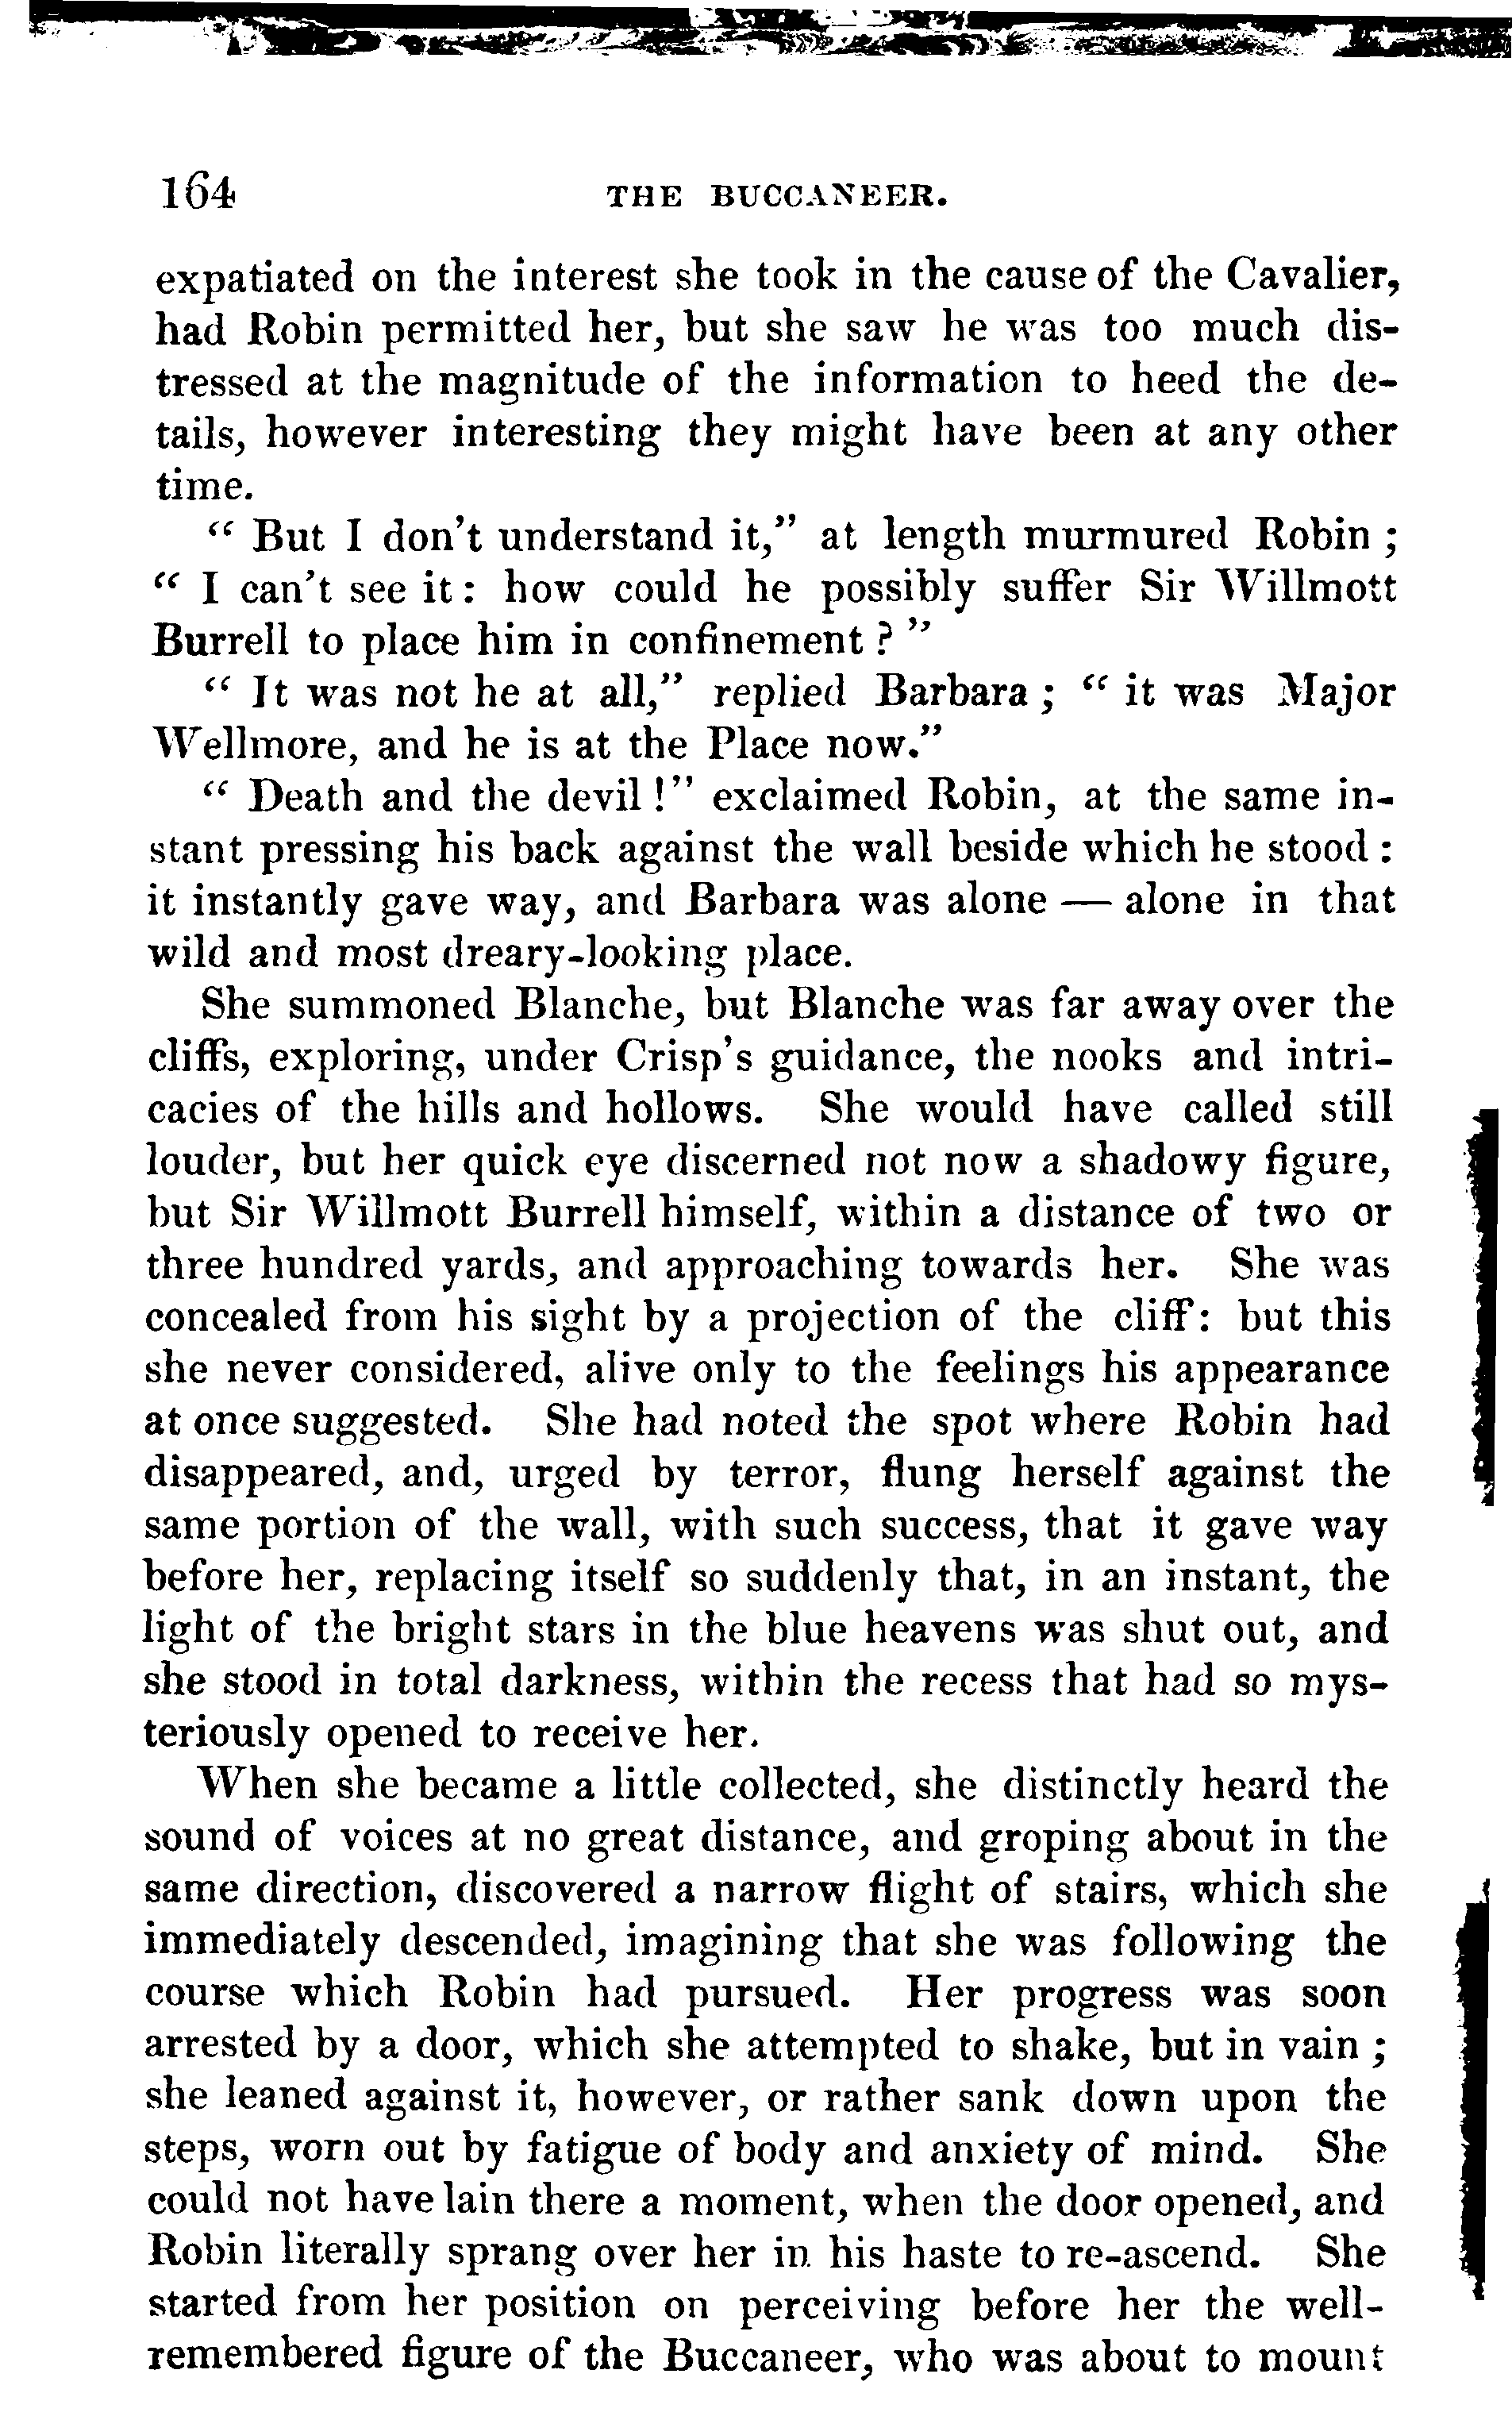 164 THE BUCCANEER.
expatiated on the interest she took in the cause of the Cavalier,
had Robin permitted her, but she saw he was too much dis-
tressed at the magnitude of the information to heed the de-
tails, however interesting they might have been at any other
time.
" But I don't understand it," at length murmured Robin ;
" I can't see it : how could he possibly suffer Sir Willmott
Burrell to place him in confinement ? "
" It was not he at all," replied Barbara ; " it was Major
Wellmore, and he is at the Place now."
" Death and the devil !" exclaimed Robin, at the same in-
stant pressing his back against the wall beside which he stood :
it instantly gave way, and Barbara was alone — alone in that
wild and most dreary-looking place.
She summoned Blanche, but Blanche was far away over the
cliffs, exploring, under Crisp's guidance, the nooks and intri-
cacies of the hills and hollows. She would have called still
louder, but her quick eye discerned not now a shadowy figure,
but Sir Willmott Burrell himself, within a distance of two or
three hundred yards, and approaching towards her. She was
concealed from his sight by a projection of the cliff: but this
she never considered, alive only to the feelings his appearance
at once suggested. She had noted the spot where Robin had
disappeared, and, urged by terror, flung herself against the
same portion of the wall, with such success, that it gave way
before her, replacing itself so suddenly that, in an instant, the
light of the bright stars in the blue heavens was shut out, and
she stood in total darkness, within the recess that had so mys-
teriously opened to receive her.
When she became a little collected, she distinctly heard the
sound of voices at no great distance, and groping about in the
same direction, discovered a narrow flight of stairs, which she
immediately descended, imagining that she was following the
course which Robin had pursued. Her progress was soon
arrested by a door, which she attempted to shake, but in vain ;
she leaned against it, however, or rather sank down upon the
steps, worn out by fatigue of body and anxiety of mind. She
could not have lain there a moment, when the door opened, and
Robin literally sprang over her in his haste to re-ascend. She
started from her position on perceiving before her the well-
remembered figure of the Buccaneer, who was about to mount